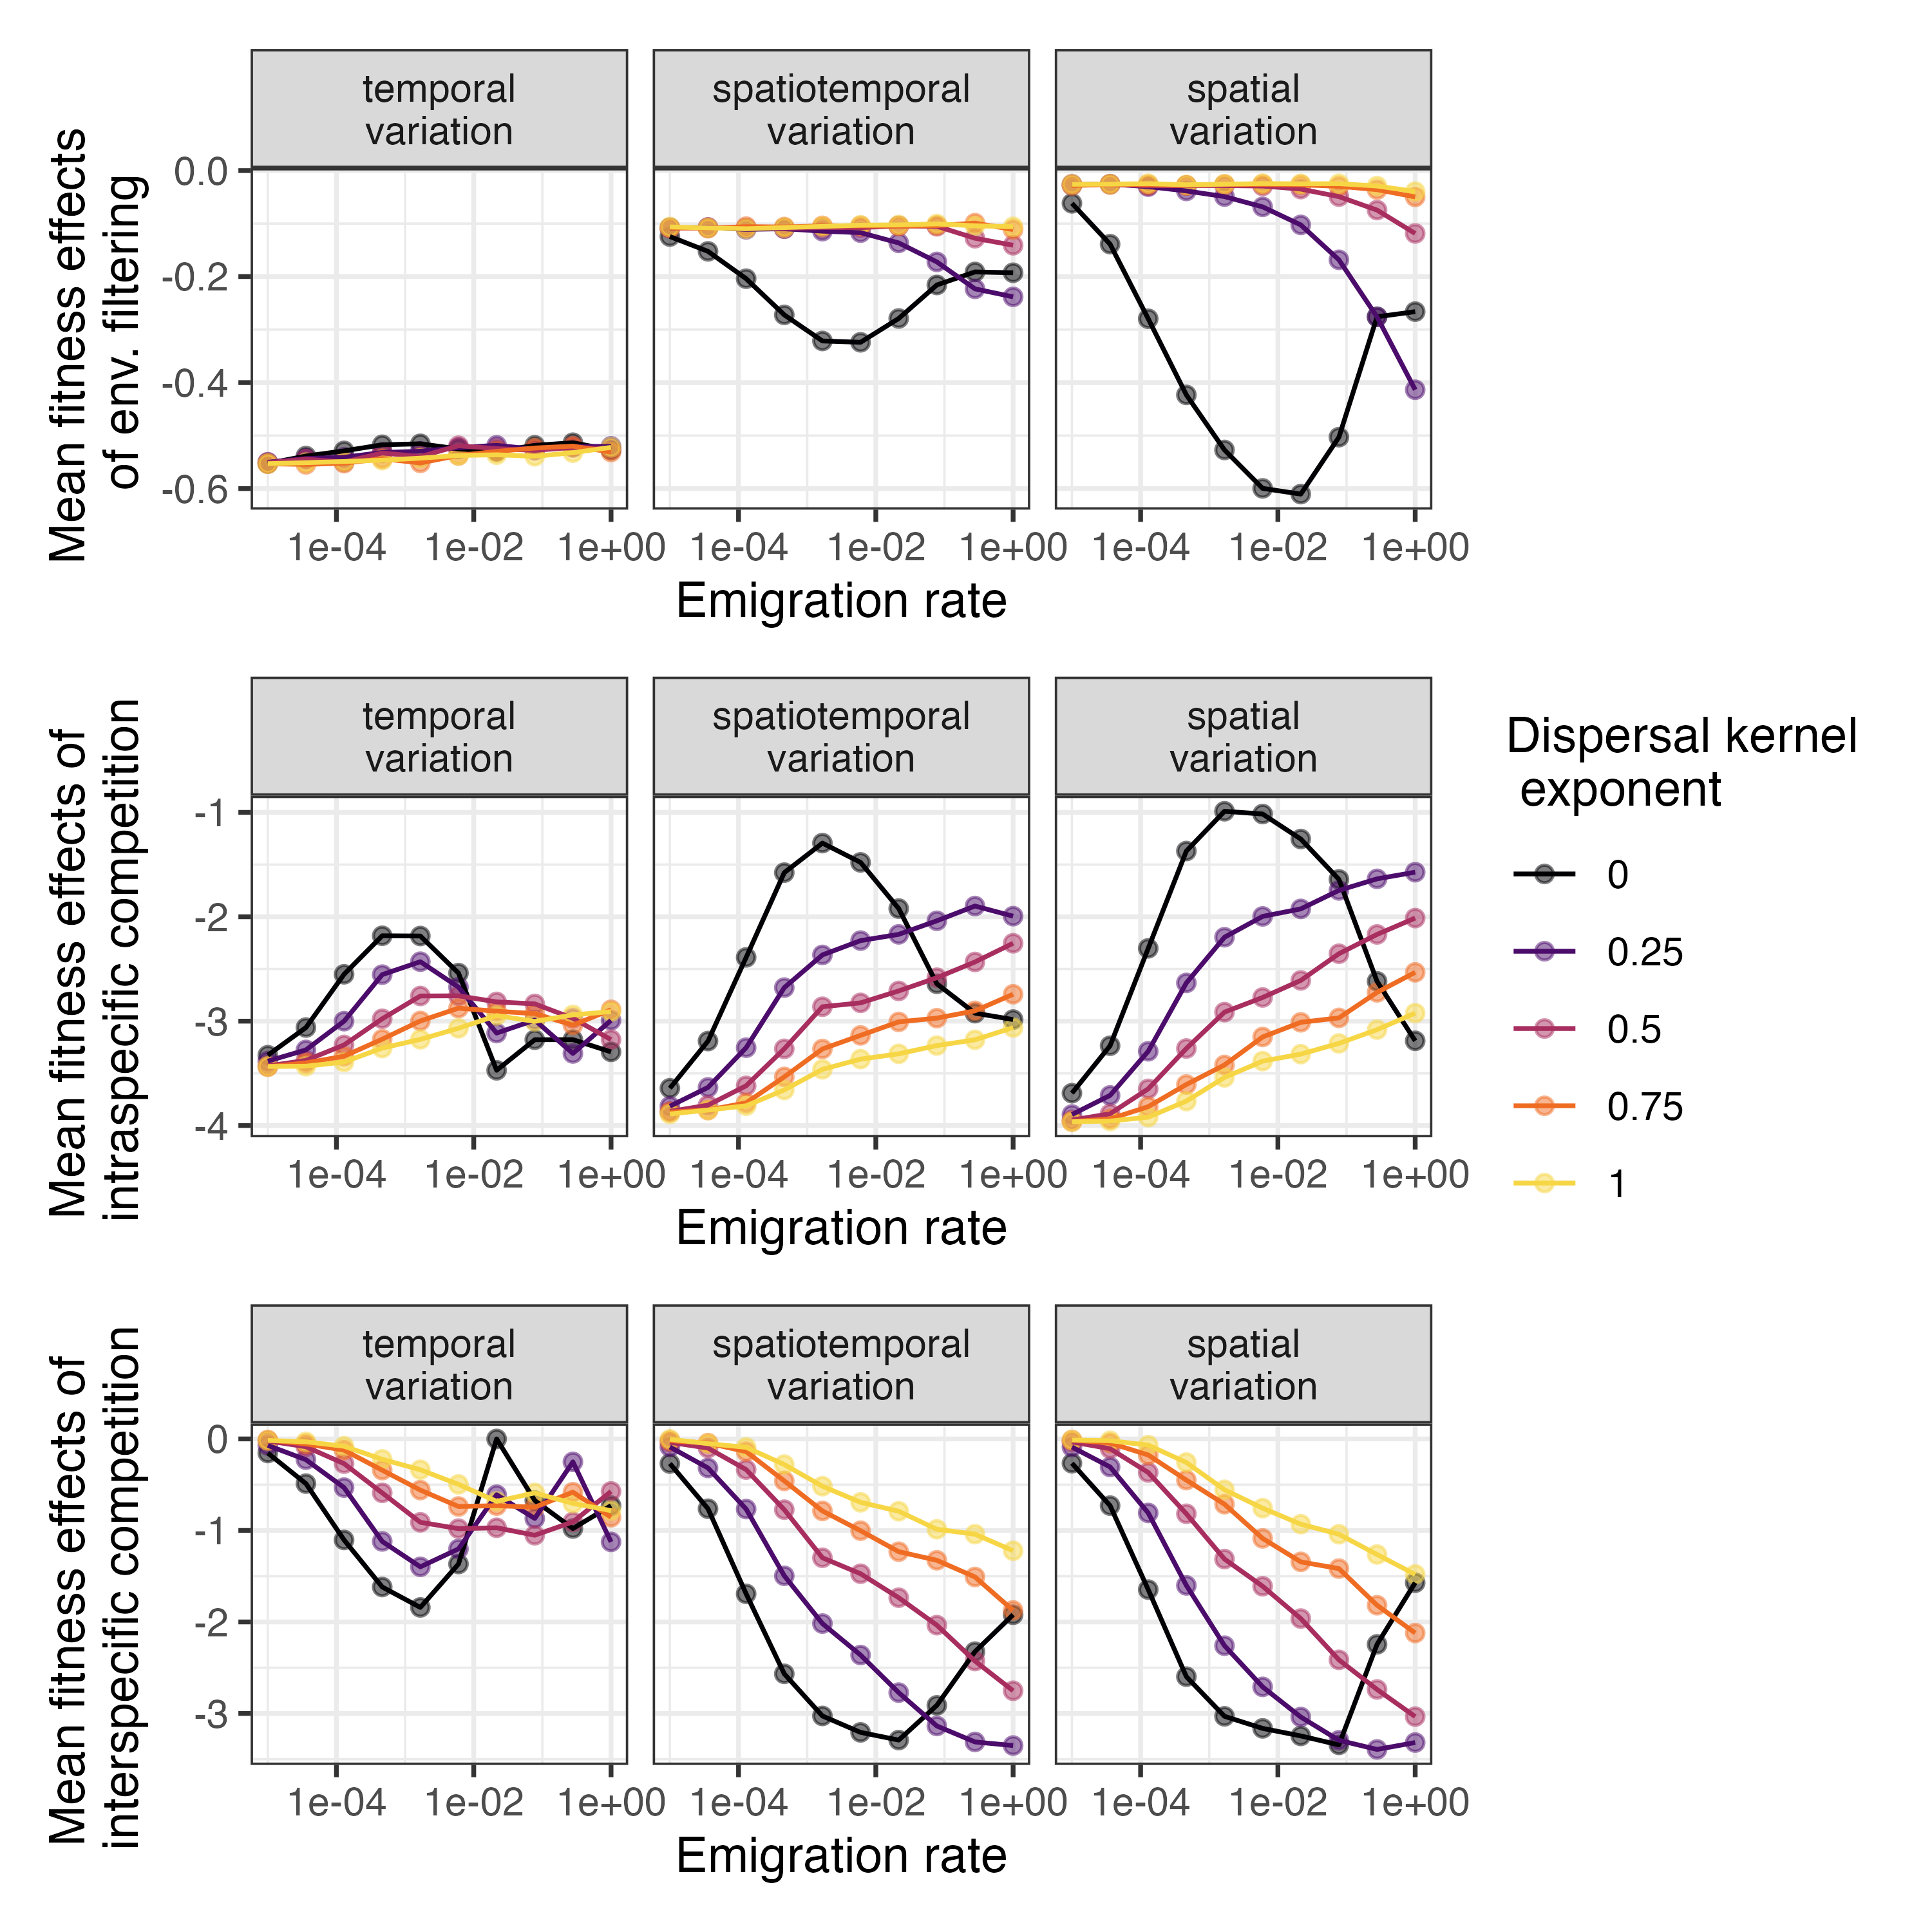 temporal
variation
spatiotemporal
variation
spatial
variation
Mean fitness effects
of env. filtering
0.0
-0.2
-0.4
-0.6
1e-04 1e-02 1e+00 1e-04 1e-02 1e+00 1e-04 1e-02 1e+00
Emigration rate
temporal
variation
spatiotemporal
variation
spatial
variation
Mean fitness effects of
intraspecific competition
-1
-2
-3
-4
1e-04 1e-02 1e+00 1e-04 1e-02 1e+00 1e-04 1e-02 1e+00
Emigration rate
Dispersal kernel
exponent
0
0.25
0.5
0.75
1
temporal
variation
spatiotemporal
variation
spatial
variation
Mean fitness effects of
interspecific competition
0
-1
-2
-3
1e-04 1e-02 1e+00 1e-04 1e-02 1e+00 1e-04 1e-02 1e+00
Emigration rate